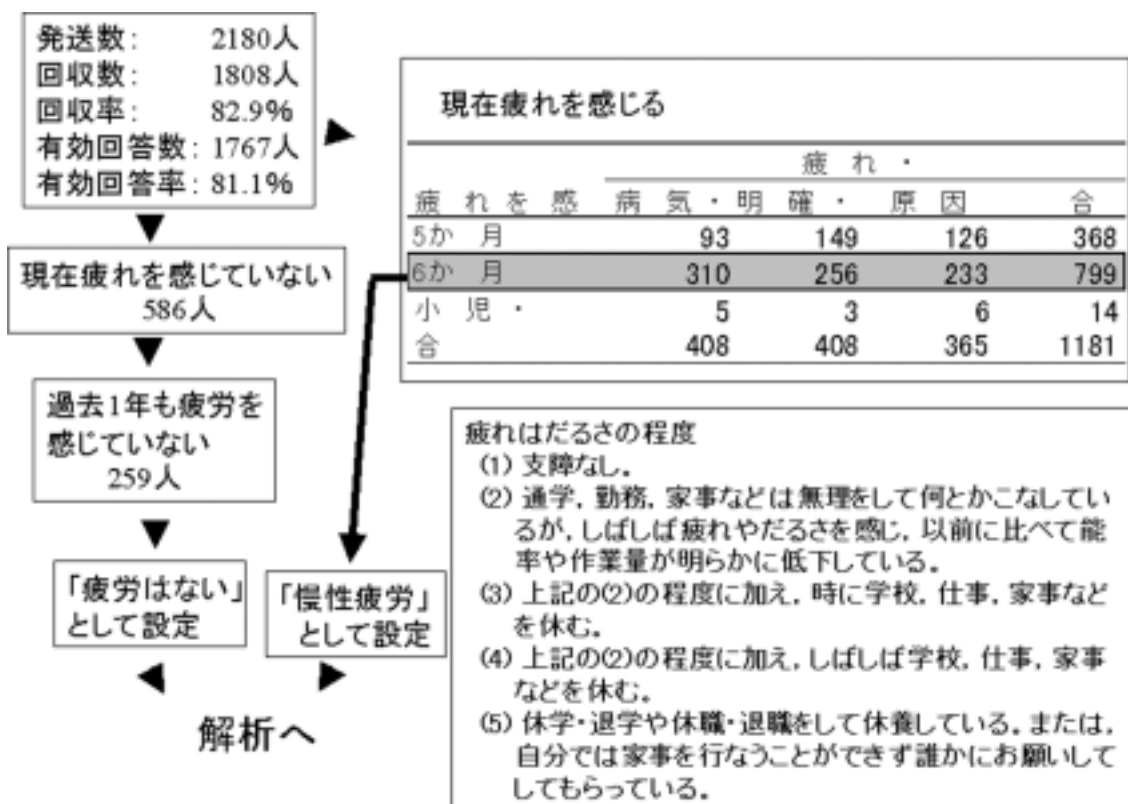 発送数: 2180人
回収数: 1808人
回収率: 82.9%
有効回答数: 1767人
有効回答率: 81.1%
現在疲れを感じていない
586人
過去1年も疲労を
感じていない
259人
「疲労はない」
として設定
「慢性疲労」
として設定
解析へ
現在疲れを感じる
疲 れ ・
疲 れ を 感 病 気 ・ 明 確 ・ 原 因 合
5か 月 93 149 126 368
6か 月 310 256 233 799
小 児 ・ 5 3 6 14
合 408 408 365 1181
疲れはだるさの程度
(1) 支障なし。
(2) 通学, 勤務, 家事などは無理をして何とかこなしてい
るが, しばしば疲れやだるさを感じ, 以前に比べて能
率や作業量が明らかに低下している。
(3) 上記の(2)の程度に加え, 時に学校, 仕事, 家事など
を休む。
(4) 上記の(2)の程度に加え, しばしば学校, 仕事, 家事
などを休む。
(5) 休学・退学や休職・退職をして休養している。または,
自分では家事を行なうことができず誰かにお願いして
してもらっている。